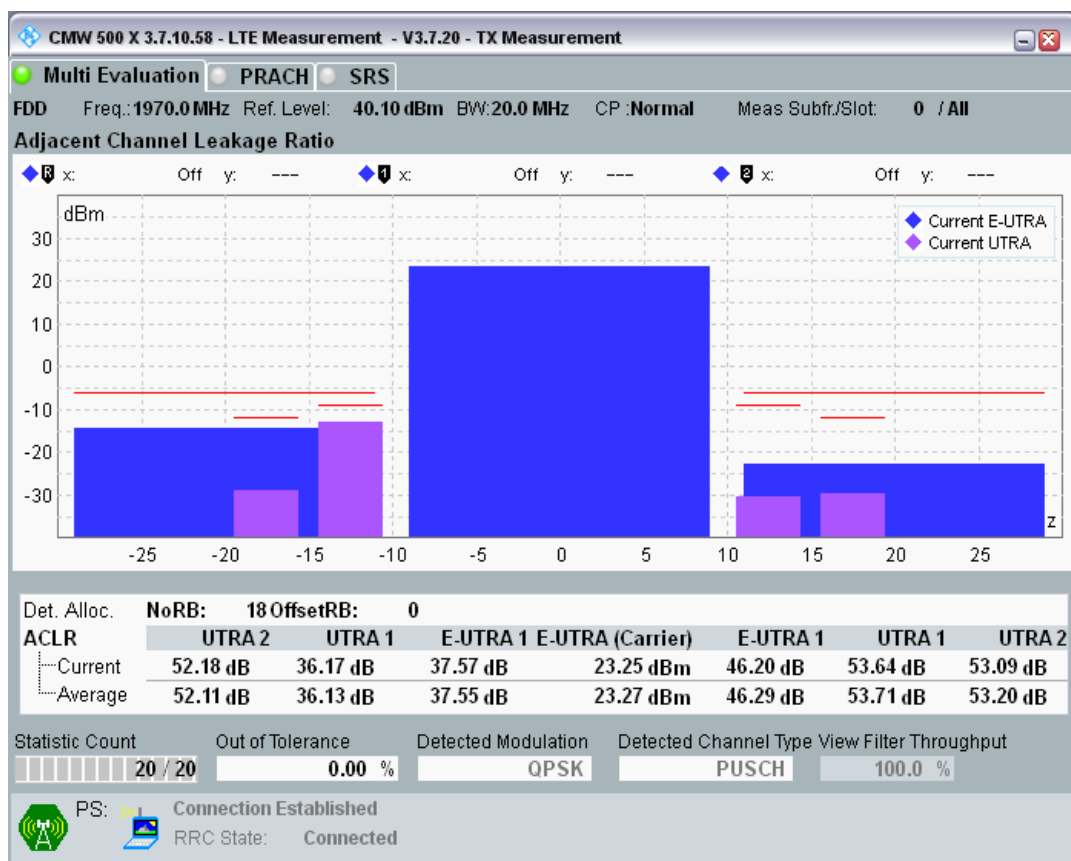 CMW 500 X 3.7.10.58 - LTE Measurement - V3.7.20 - TX Measurement
Multi Evaluation PRACH SRS
FDD Freq.: 1970.0 MHz Ref. Level: 40.10 dBm BW: 20.0 MHz CP : Normal Meas Subfr./Slot: 0 / All
Adjacent Channel Leakage Ratio
R x: Off y: --- 1 x: Off y: --- 2 x: Off y: ---
dBm
Current E-UTRA
Current UTRA
30
20
10
0
-10
-20
-30
z
-25 -20 -15 -10 -5 0 5 10 15 20 25
Det. Alloc. NoRB: 18 OffsetRB: 0
ACLR UTRA 2 UTRA 1 E-UTRA 1 E-UTRA (Carrier) E-UTRA 1 UTRA 1 UTRA 2
Current 52.18 dB 36.17 dB 37.57 dB 23.25 dBm 46.20 dB 53.64 dB 53.09 dB
Average 52.11 dB 36.13 dB 37.55 dB 23.27 dBm 46.29 dB 53.71 dB 53.20 dB
Statistic Count Out of Tolerance Detected Modulation Detected Channel Type View Filter Throughput
20 / 20 0.00 % QPSK PUSCH 100.0 %
PS: Connection Established
RRC State: Connected